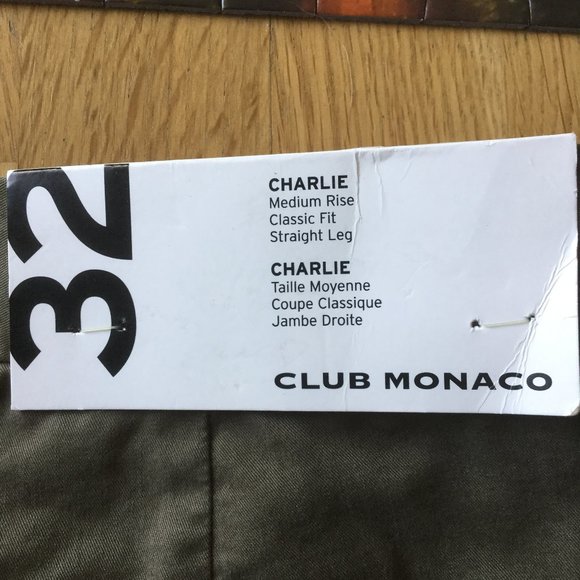 32
CHARLIE
Medium Rise
Classic Fit
Straight Leg
CHARLIE
Taille Moyenne
Coupe Classique
Jambe Droite
CLUB MONACO